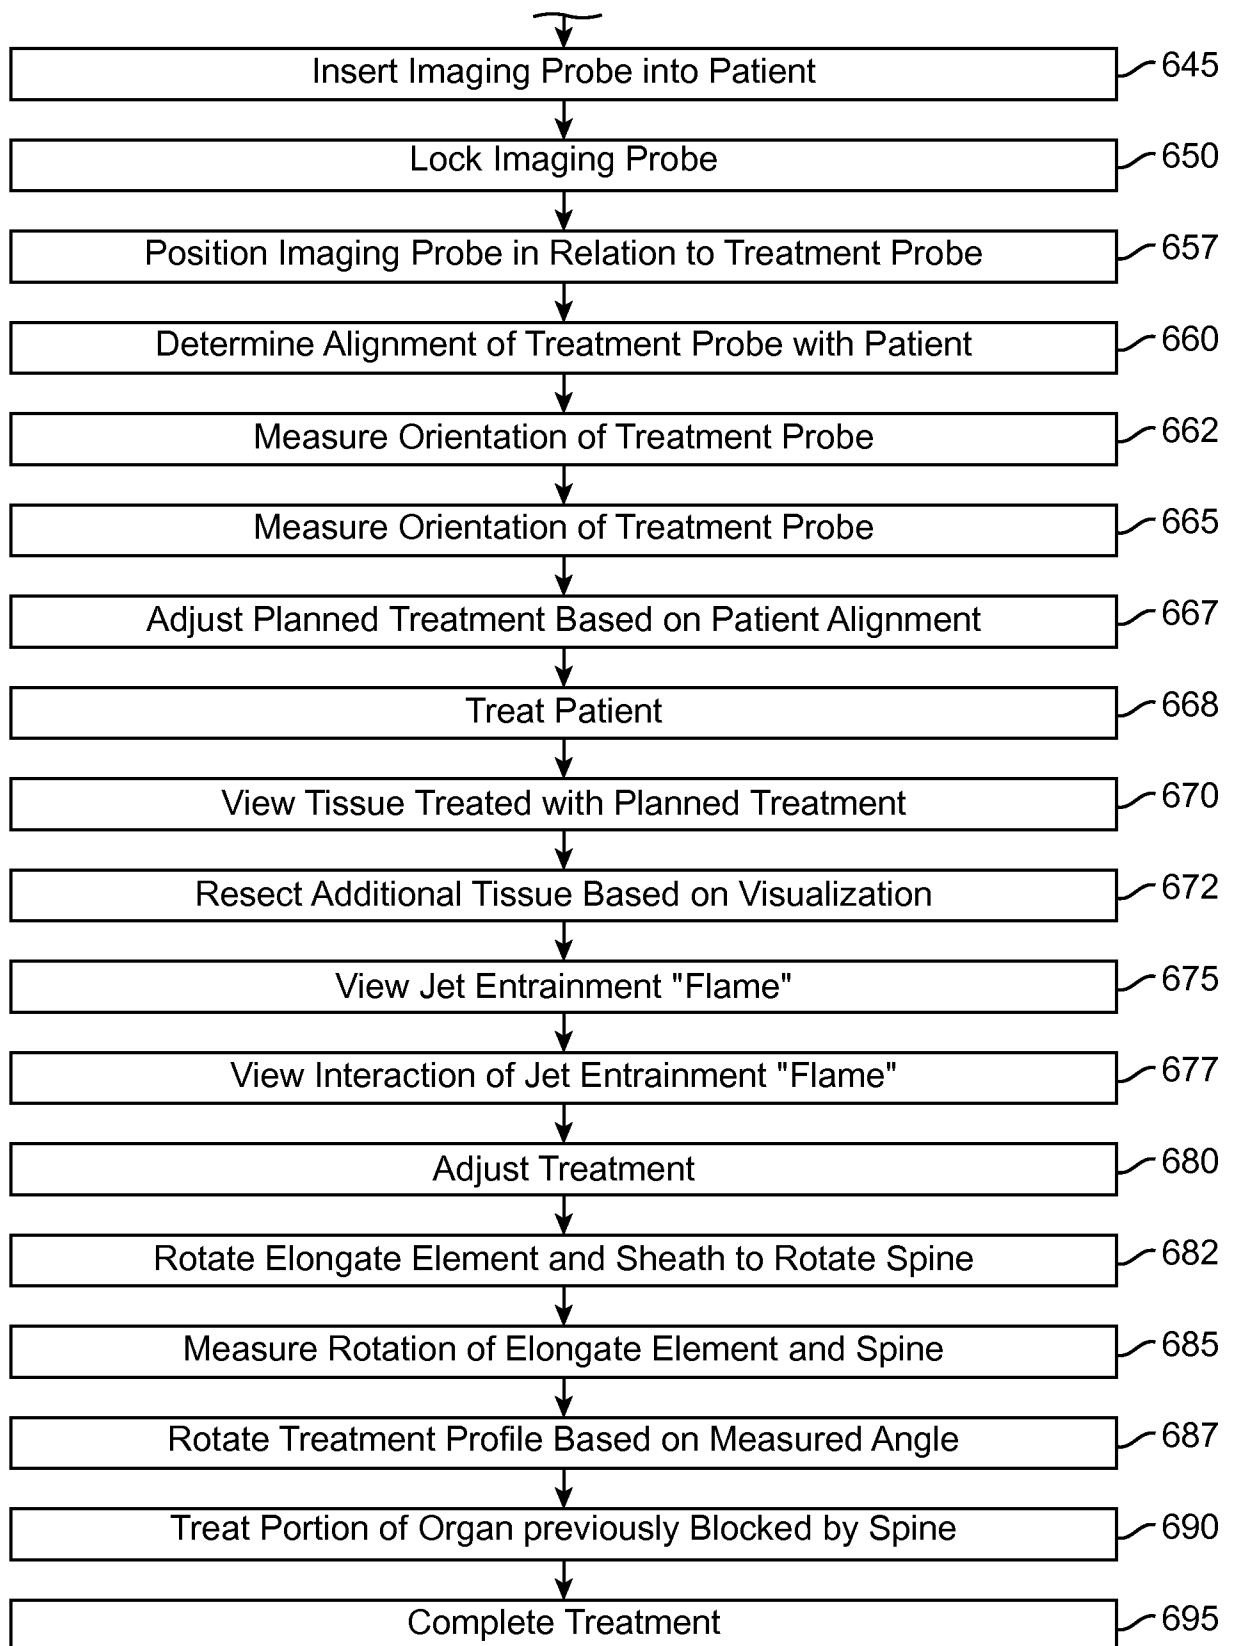 Insert Imaging Probe into Patient 645
Lock Imaging Probe 650
Position Imaging Probe in Relation to Treatment Probe 657
Determine Alignment of Treatment Probe with Patient 660
Measure Orientation of Treatment Probe 662
Measure Orientation of Treatment Probe 665
Adjust Planned Treatment Based on Patient Alignment 667
Treat Patient 668
View Tissue Treated with Planned Treatment 670
Resect Additional Tissue Based on Visualization 672
View Jet Entrainment "Flame" 675
View Interaction of Jet Entrainment "Flame" 677
Adjust Treatment 680
Rotate Elongate Element and Sheath to Rotate Spine 682
Measure Rotation of Elongate Element and Spine 685
Rotate Treatment Profile Based on Measured Angle 687
Treat Portion of Organ previously Blocked by Spine 690
Complete Treatment 695